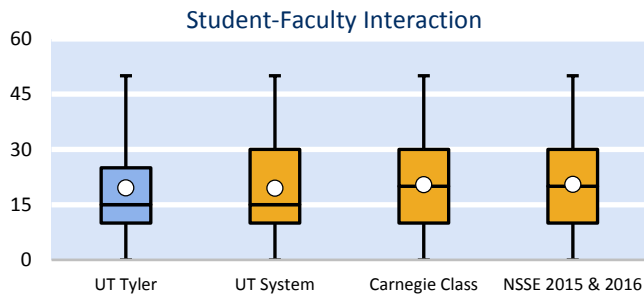 Student-Faculty Interaction
60
45
30
15
0
UT Tyler UT System Carnegie Class NSSE 2015 & 2016